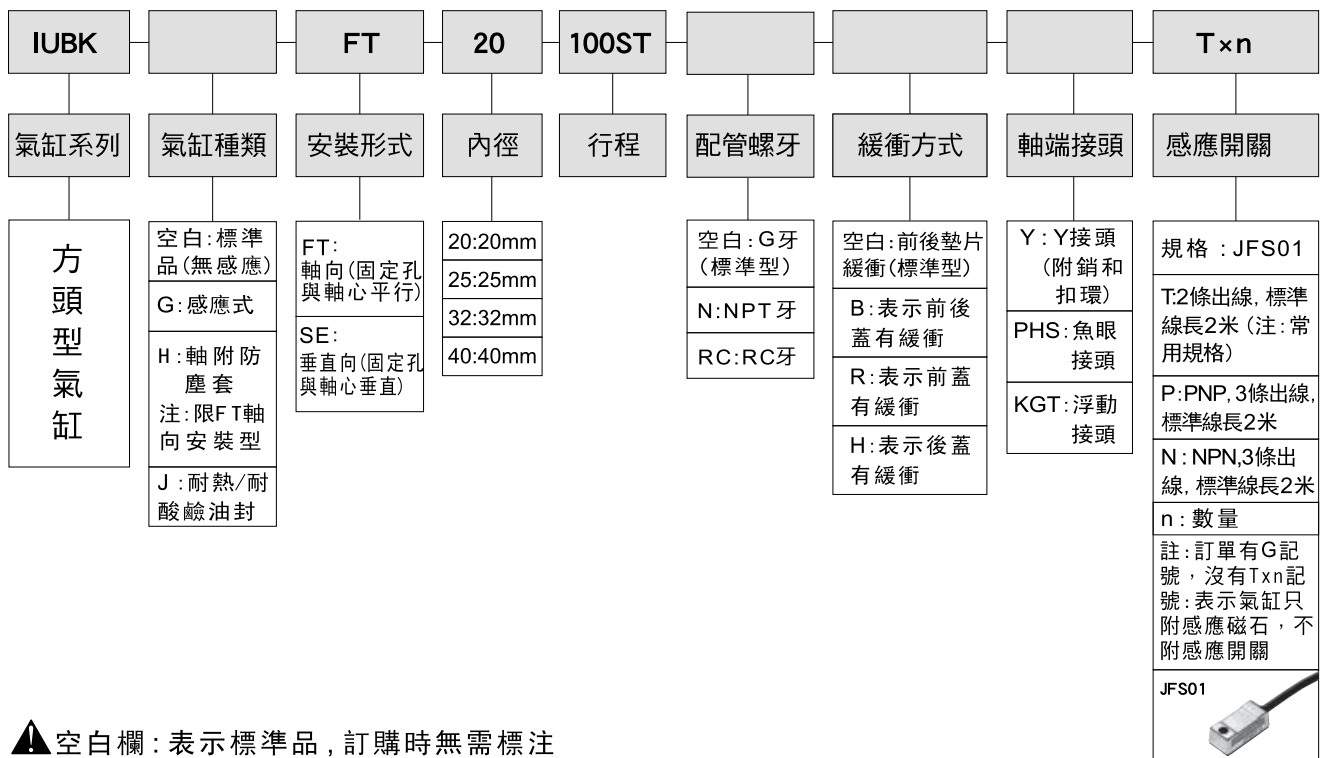 IUBK
FT
20
100ST
T×n
氣缸系列
氣缸種類
安裝形式
內徑
行程
配管螺牙
緩衝方式
軸端接頭
感應開關
方
頭
型
氣
缸
空白:標準
品(無感應)
G:感應式
H:軸附防
塵套
注:限FT軸
向安裝型
J:耐熱/耐
酸鹼油封
FT:
軸向(固定孔
與軸心平行)
SE:
垂直向(固定孔
與軸心垂直)
20:20mm
25:25mm
32:32mm
40:40mm
空白:G牙
(標準型)
N:NPT牙
RC:RC牙
空白:前後墊片
緩衝(標準型)
B:表示前後
蓋有緩衝
R:表示前蓋
有緩衝
H:表示後蓋
有緩衝
Y:Y接頭
(附銷和
扣環)
PHS:魚眼
接頭
KGT:浮動
接頭
規格:JFS01
T:2條出線, 標準
線長2米 (注:常
用規格)
P:PNP, 3條出線,
標準線長2米
N:NPN,3條出
線, 標準線長2米
n:數量
註:訂單有G記
號，沒有Txn記
號:表示氣缸只
附感應磁石，不
附感應開關
JFS01
空白欄:表示標準品,訂購時無需標注